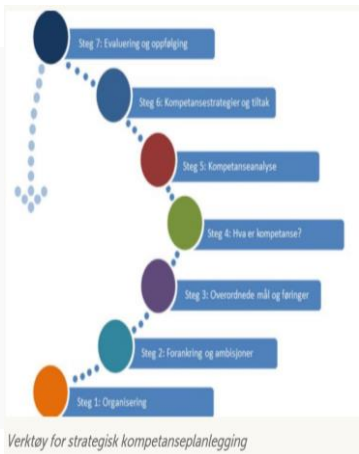 Steg 7: Evaluering og oppfølging
Steg 6: Kompetansestrategier og tiltak
Steg 5: Kompetanseanalyse
Steg 4: Hva er kompetanse?
Steg 3: Overordnede mål og føringer
Steg 2: Forankring og ambisjoner
Steg 1: Organisering
Verktøy for strategisk kompetanseplanlegging